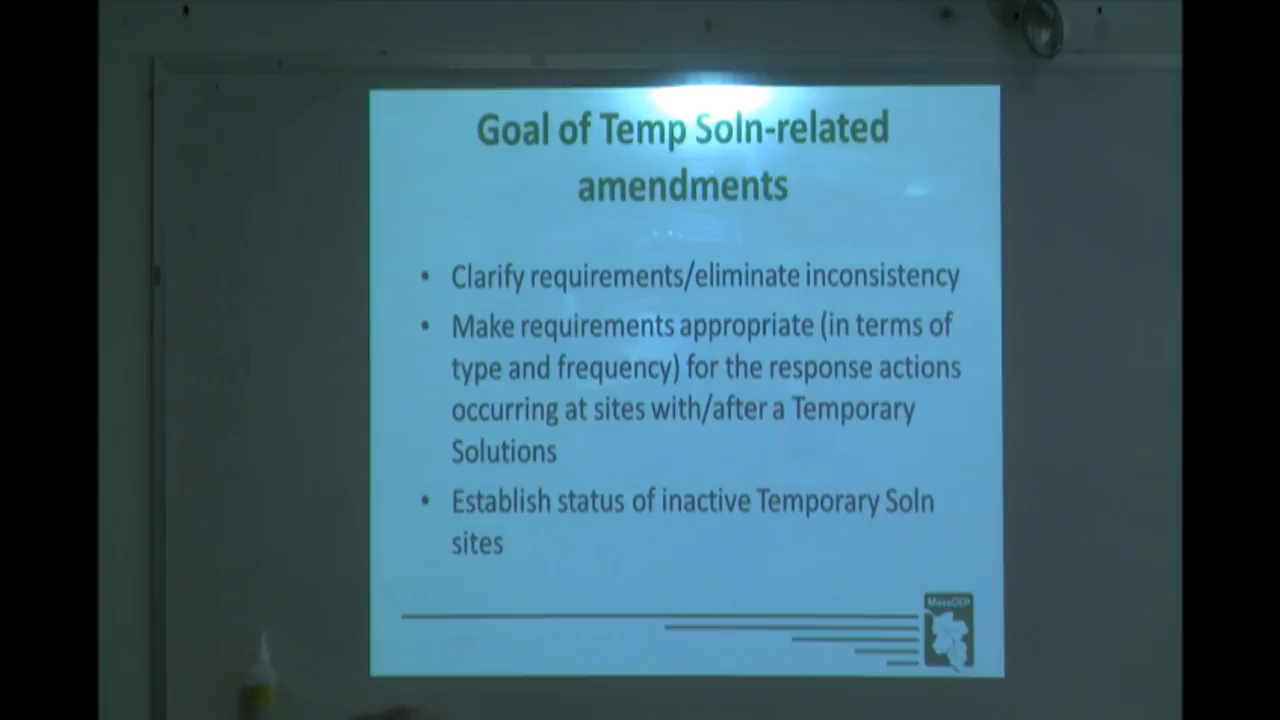 Goal of Temp Soln-related
amendments
• Clarify requirements/eliminate inconsistency
• Make requirements appropriate (in terms of
type and frequency) for the response actions
occurring at sites with/after a Temporary
Solutions
• Establish status of inactive Temporary Soln
sites
MassDEP